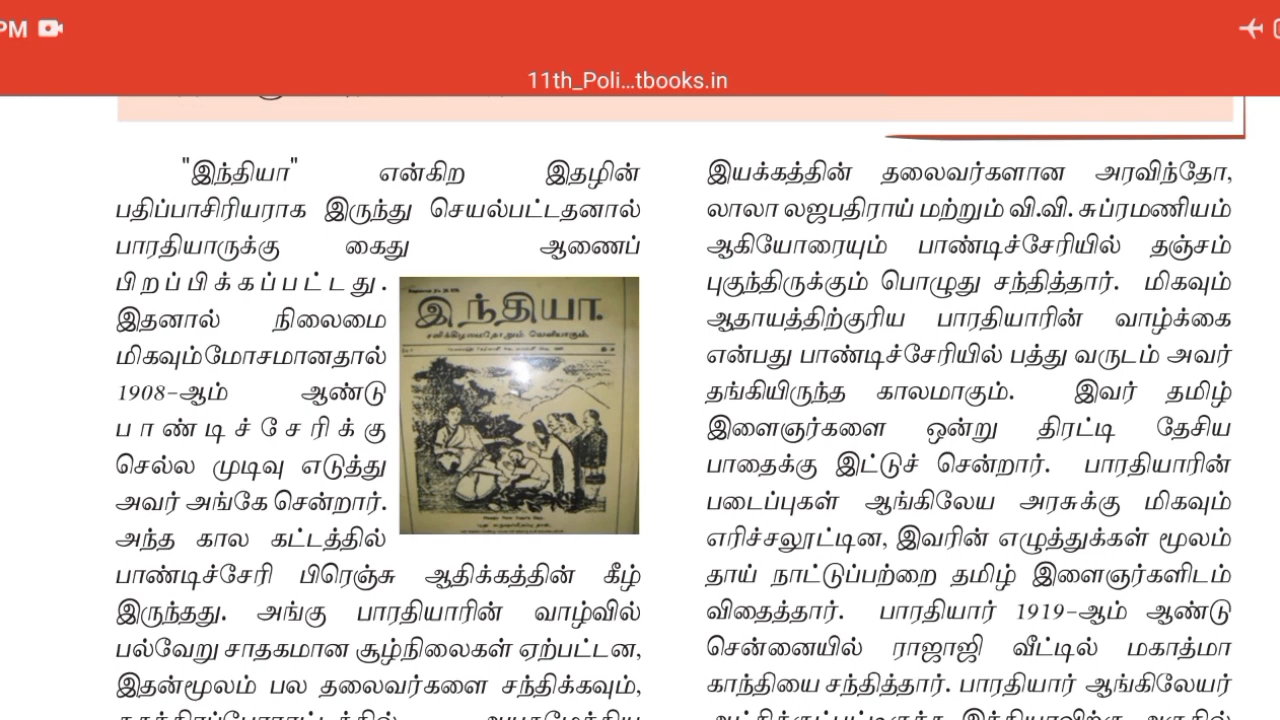 PM
11th_Poli...tbooks.in
"இந்தியா" என்கிற இதழின்
பதிப்பாசிரியராக இருந்து செயல்பட்டதனால்
பாரதியாருக்கு கைது ஆணைப்
பிறப்பிக்கப்பட்டது.
இதனால் நிலைமை
மிகவும்மோசமானதால்
1908-ஆம் ஆண்டு
பாண்டிச்சேரிக்கு
செல்ல முடிவு எடுத்து
அவர் அங்கே சென்றார்.
அந்த கால கட்டத்தில்
பாண்டிச்சேரி பிரெஞ்சு ஆதிக்கத்தின் கீழ்
இருந்தது. அங்கு பாரதியாரின் வாழ்வில்
பல்வேறு சாதகமான சூழ்நிலைகள் ஏற்பட்டன,
இதன்மூலம் பல தலைவர்களை சந்திக்கவும்,
இந்தியா.
இயக்கத்தின் தலைவர்களான அரவிந்தோ,
லாலா லஜபதிராய் மற்றும் வி.வி. சுப்ரமணியம்
ஆகியோரையும் பாண்டிச்சேரியில் தஞ்சம்
புகுந்திருக்கும் பொழுது சந்தித்தார். மிகவும்
ஆதாயத்திற்குரிய பாரதியாரின் வாழ்க்கை
என்பது பாண்டிச்சேரியில் பத்து வருடம் அவர்
தங்கியிருந்த காலமாகும். இவர் தமிழ்
இளைஞர்களை ஒன்று திரட்டி தேசிய
பாதைக்கு இட்டுச் சென்றார். பாரதியாரின்
படைப்புகள் ஆங்கிலேய அரசுக்கு மிகவும்
எரிச்சலூட்டின, இவரின் எழுத்துக்கள் மூலம்
தாய் நாட்டுப்பற்றை தமிழ் இளைஞர்களிடம்
விதைத்தார். பாரதியார் 1919-ஆம் ஆண்டு
சென்னையில் ராஜாஜி வீட்டில் மகாத்மா
காந்தியை சந்தித்தார். பாரதியார் ஆங்கிலேயர்